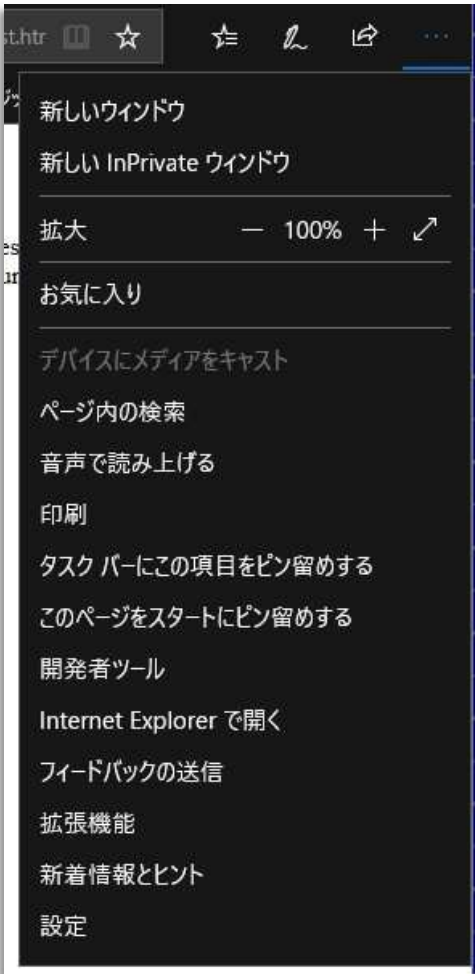 st.htr
新しいウィンドウ
新しい InPrivate ウィンドウ
拡大 — 100% +
es
お気に入り
デバイスにメディアをキャスト
ページ内の検索
音声で読み上げる
印刷
タスク バーにこの項目をピン留めする
このページをスタートにピン留めする
開発者ツール
Internet Explorer で開く
フィードバックの送信
拡張機能
新着情報とヒント
設定